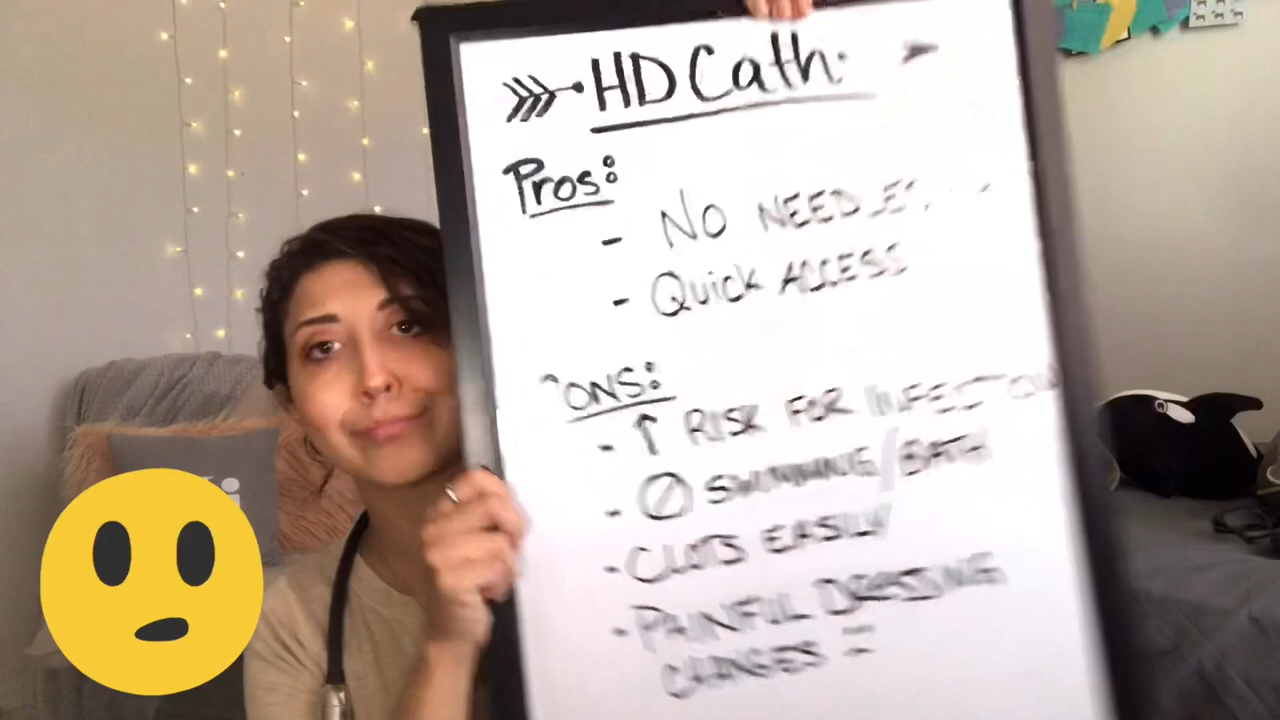 HD Cath:
Pros:
- NO NEEDLES
- Quick ACCESS
CONS:
- ↑ RISK FOR INFECTION
- ∅ SWIMMING/BATH
- CLOTS EASILY
- PAINFUL DRESSING
CHANGES